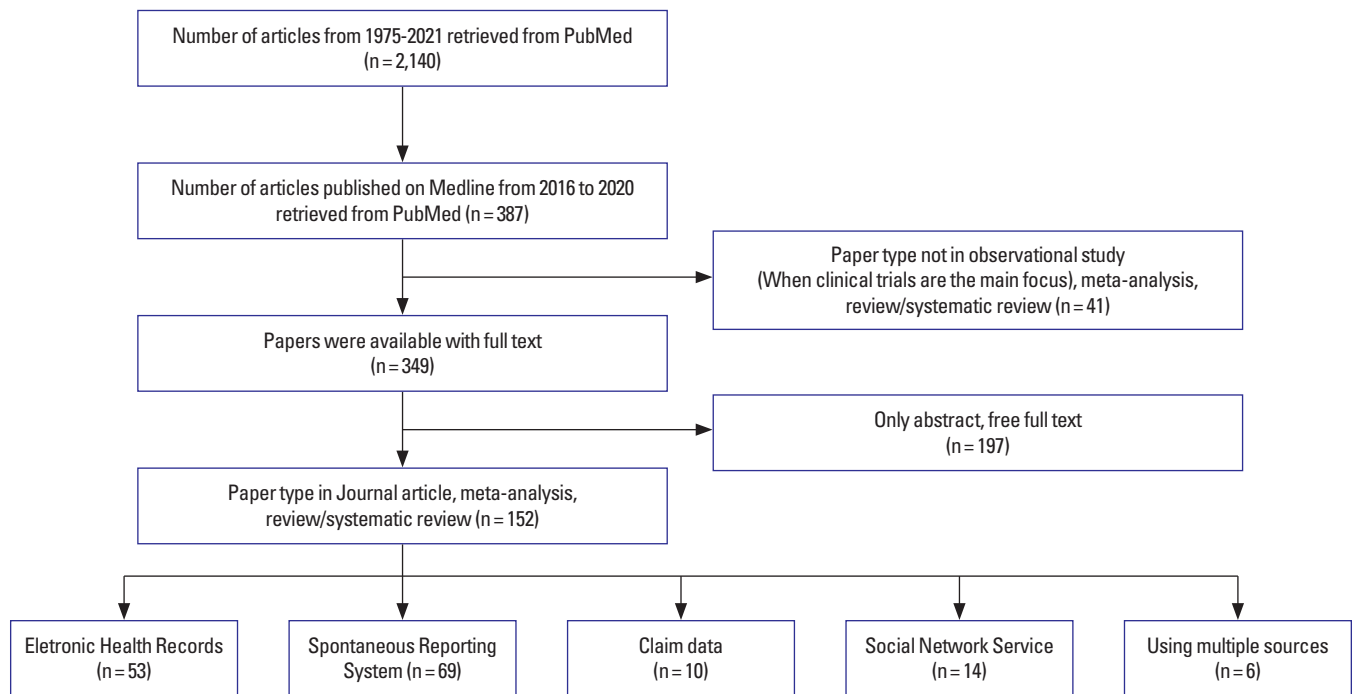 Number of articles from 1975-2021 retrieved from PubMed
(n = 2,140)
Number of articles published on Medline from 2016 to 2020
retrieved from PubMed (n = 387)
Paper type not in observational study
(When clinical trials are the main focus), meta-analysis,
review/systematic review (n = 41)
Papers were available with full text
(n = 349)
Only abstract, free full text
(n = 197)
Paper type in Journal article, meta-analysis,
review/systematic review (n = 152)
Eletronic Health Records
(n = 53)
Spontaneous Reporting
System (n = 69)
Claim data
(n = 10)
Social Network Service
(n = 14)
Using multiple sources
(n = 6)